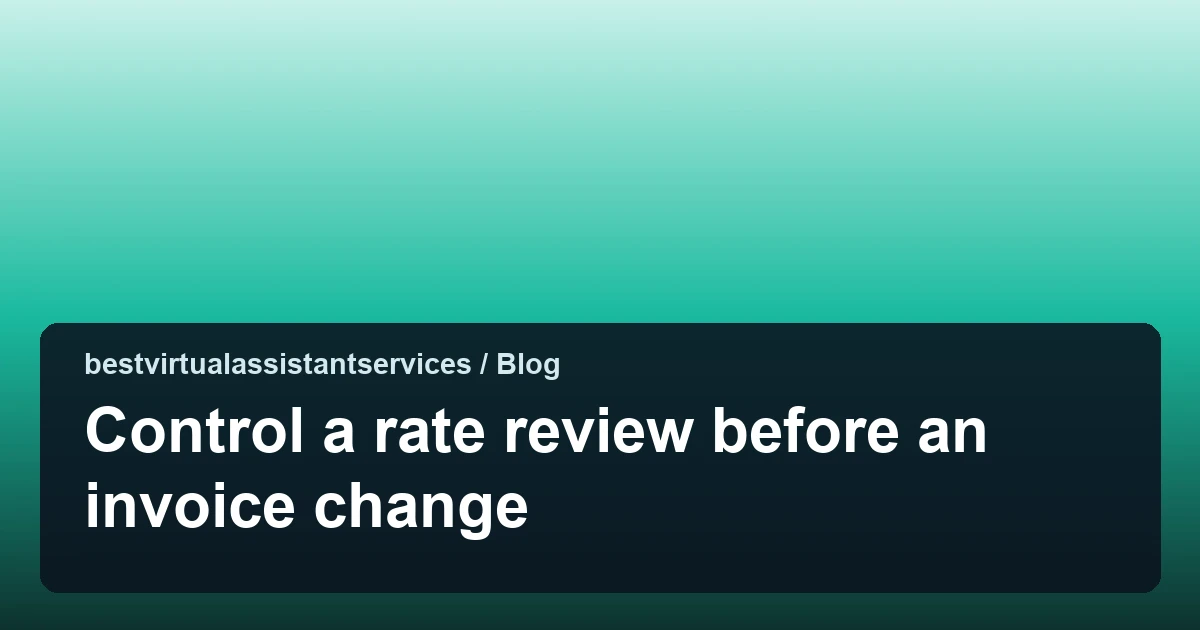 bestvirtualassistantservices / Blog
Control a rate review before an
invoice change